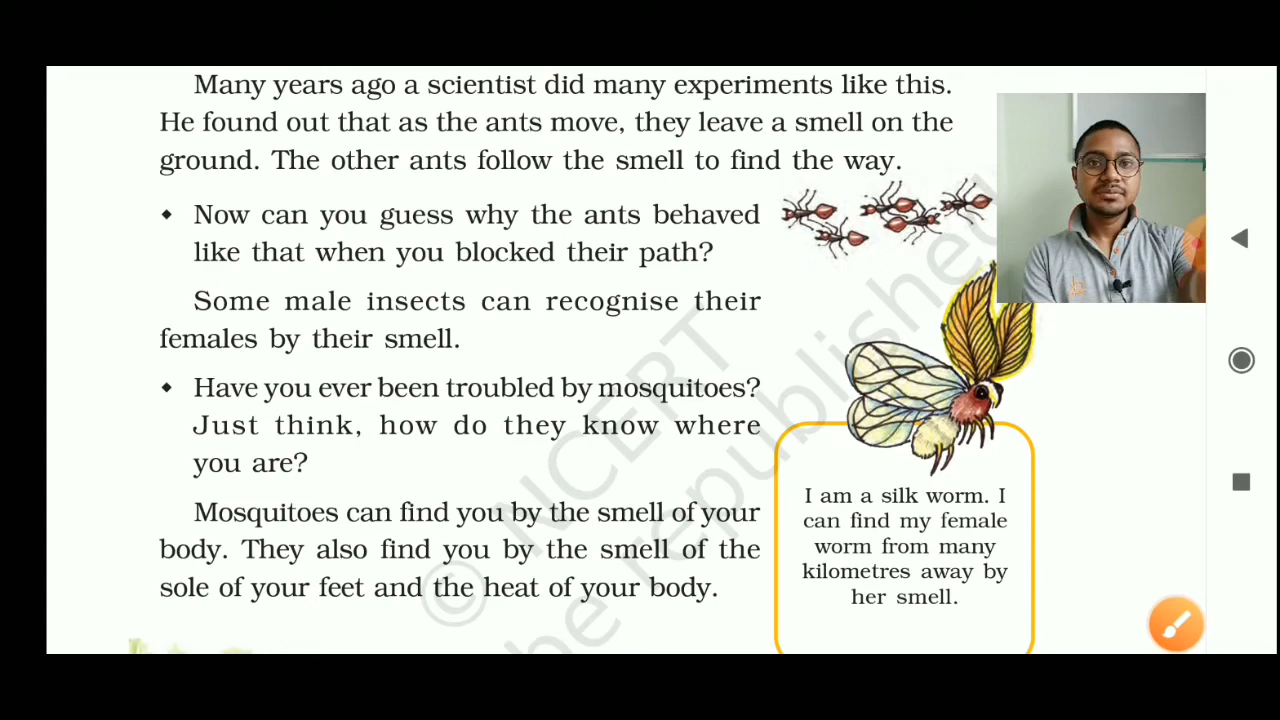 Many years ago a scientist did many experiments like this.
He found out that as the ants move, they leave a smell on the
ground. The other ants follow the smell to find the way.
⬥ Now can you guess why the ants behaved
like that when you blocked their path?
Some male insects can recognise their
females by their smell.
⬥ Have you ever been troubled by mosquitoes?
Just think, how do they know where
you are?
Mosquitoes can find you by the smell of your
body. They also find you by the smell of the
sole of your feet and the heat of your body.
I am a silk worm. I
can find my female
worm from many
kilometres away by
her smell.
© NCERT
be republished